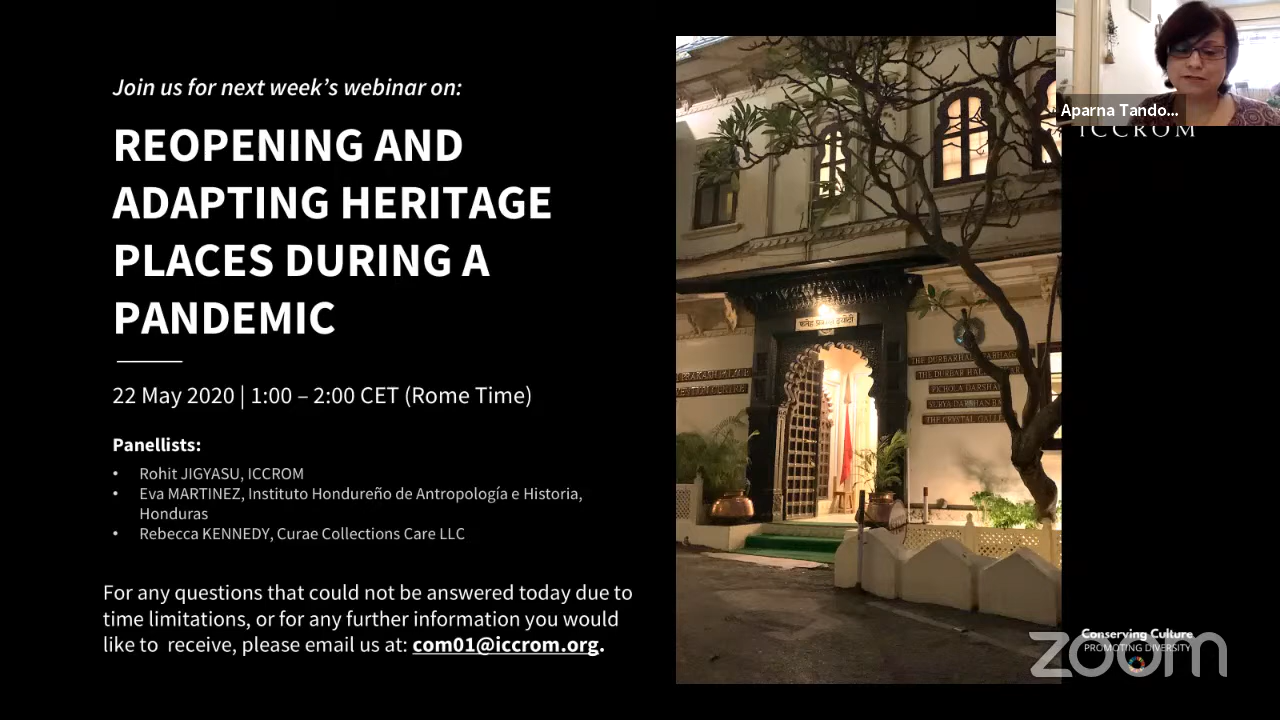 Join us for next week's webinar on:
REOPENING AND
ADAPTING HERITAGE
PLACES DURING A
PANDEMIC
22 May 2020 | 1:00 – 2:00 CET (Rome Time)
Panellists:
• Rohit JIGYASU, ICCROM
• Eva MARTINEZ, Instituto Hondureño de Antropología e Historia,
Honduras
• Rebecca KENNEDY, Curae Collections Care LLC
For any questions that could not be answered today due to
time limitations, or for any further information you would
like to receive, please email us at: com01@iccrom.org.
Aparna Tando...
ICCROM
THE DURBAR HALL
PICHOLA DARSHAN
SURYA DARSHAN
THE CRYSTAL
Conserving Culture
PROMOTING DIVERSITY
zoom